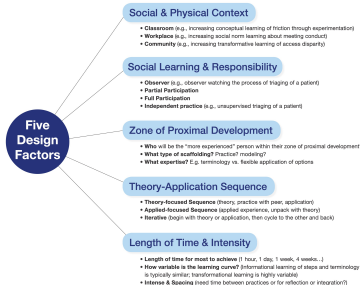 Five
Design
Factors
Social & Physical Context
• Classroom (e.g., increasing conceptual learning of friction through experimentation)
• Workplace (e.g., increasing social norm learning about meeting conduct)
• Community (e.g., increasing transformative learning of access disparity)
Social Learning & Responsibility
• Observer (e.g., observer watching the process of triaging of a patient)
• Partial Participation
• Full Participation
• Independent practice (e.g., unsupervised triaging of a patient)
Zone of Proximal Development
• Who will be the "more experienced" person within their zone of proximal development
• What type of scaffolding? Practice? modeling?
• What expertise? E.g. terminology vs. flexible application of options
Theory-Application Sequence
• Theory-focused Sequence (theory, practice with peer, application)
• Applied-focused Sequence (applied experience, unpack with theory)
• Iterative (begin with theory or application, then cycle to the other and back)
Length of Time & Intensity
• Length of time for most to achieve (1 hour, 1 day, 1 week, 4 weeks...)
• How variable is the learning curve? (informational learning of steps and terminology
is typically similar; transformational learning is highly variable)
• Intense & Spacing (need time between practices or for reflection or integration?)